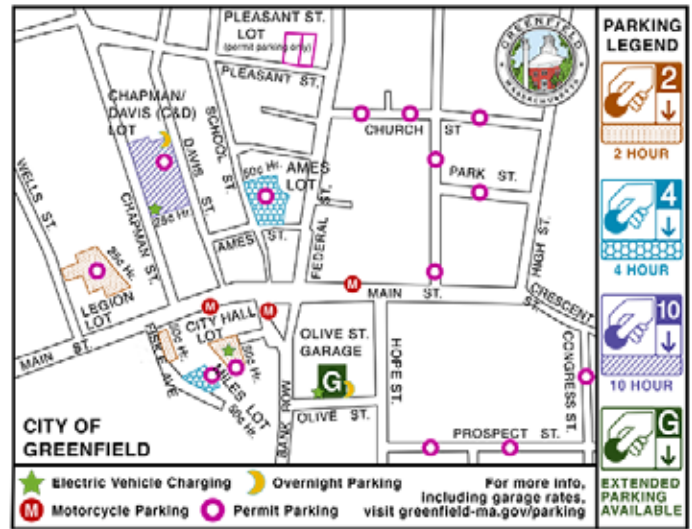 PLEASANT ST.
LOT
(permit parking only)
PLEASANT ST.
GREENFIELD
MASSACHUSETTS
CHAPMAN/
DAVIS (C&D)
LOT
SCHOOL ST.
DAVIS ST.
50¢ Hr.
AMES
LOT
CHURCH ST
PARK ST.
WELLS ST.
CHAPMAN ST.
25¢ Hr.
FEDERAL ST.
HIGH ST.
AMES ST.
25¢ Hr.
LEGION
LOT
M
MAIN ST.
CRESCENT
M
M
CITY HALL
LOT
OLIVE ST.
GARAGE
MAIN ST.
FISKE AVE
50¢ Hr.
50¢ Hr.
MILES LOT
50¢ Hr.
G
BANK ROW
OLIVE ST.
HOPE ST.
CONGRESS ST.
PROSPECT ST.
CITY OF
GREENFIELD
Electric Vehicle Charging
Overnight Parking
M Motorcycle Parking
Permit Parking
For more info,
including garage rates,
visit greenfield-ma.gov/parking
PARKING
LEGEND
2
2 HOUR
4
4 HOUR
10
10 HOUR
G
EXTENDED
PARKING
AVAILABLE